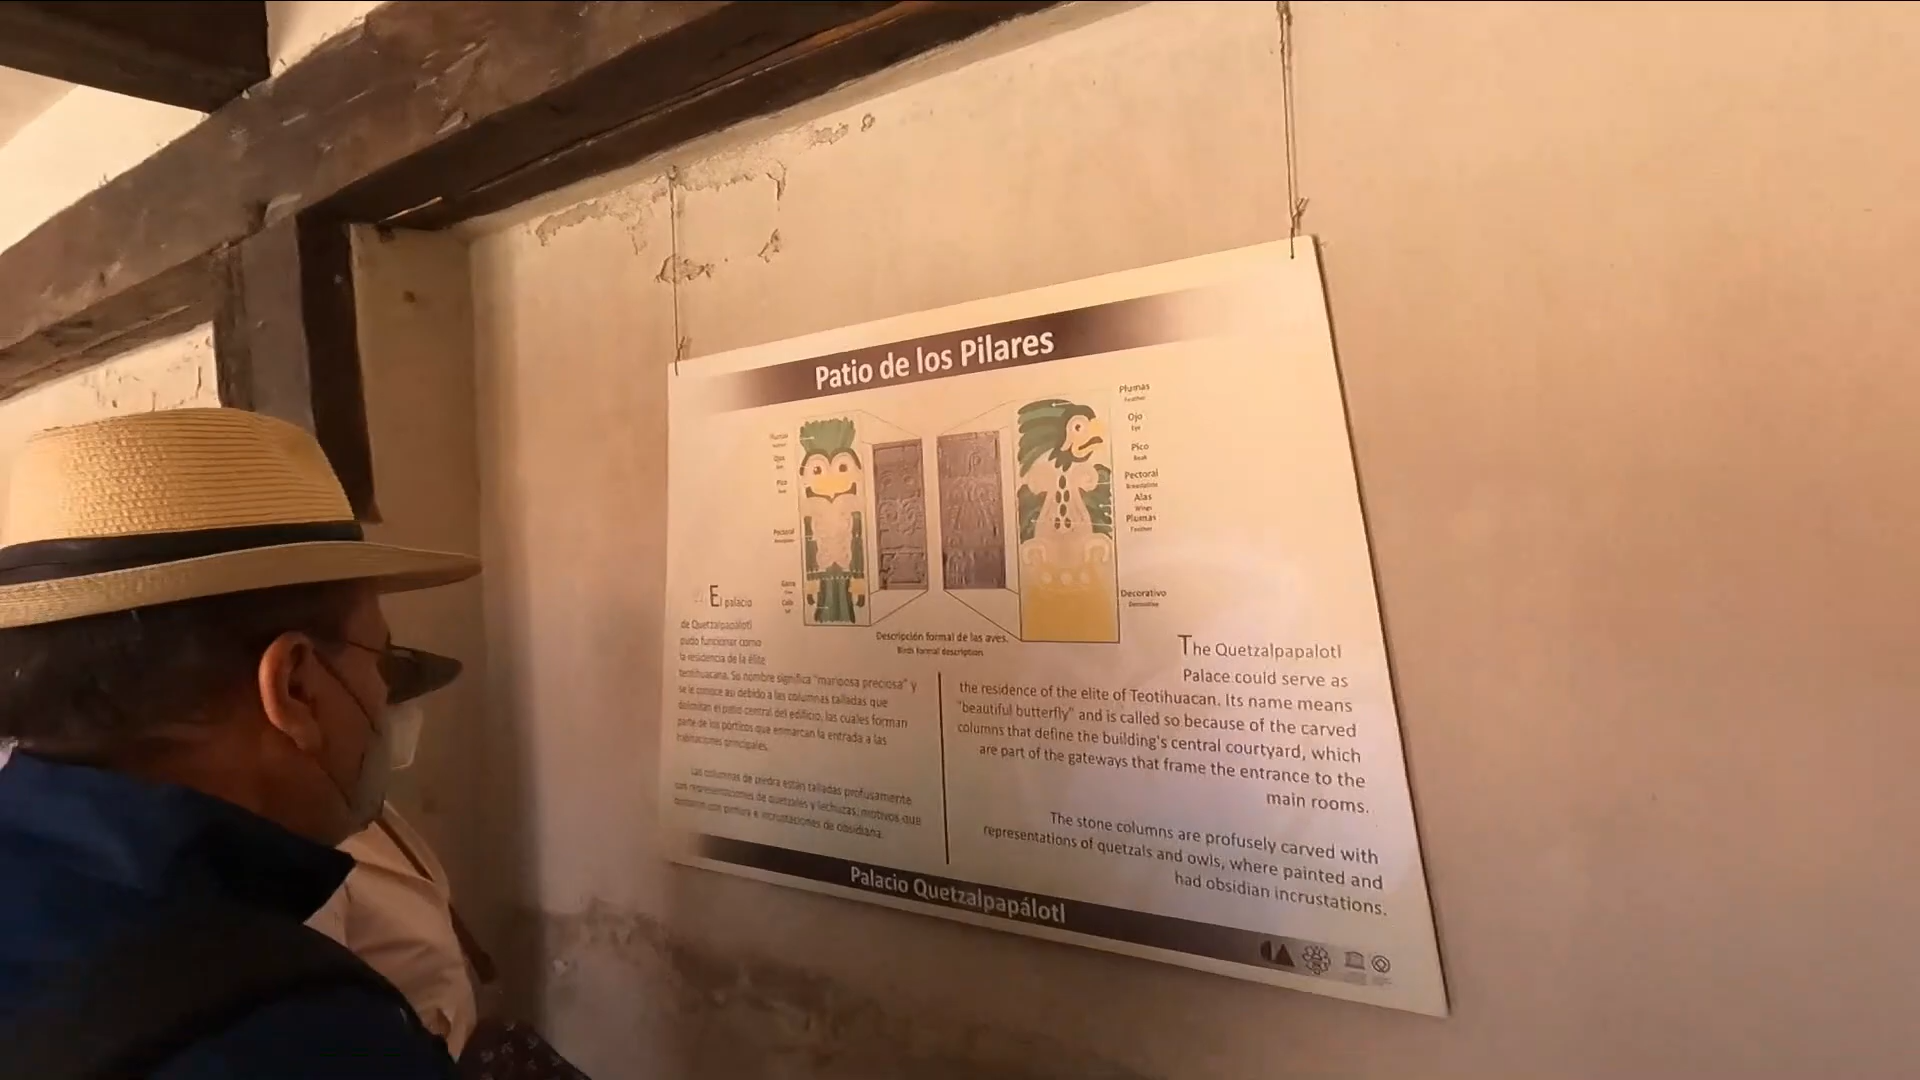 Patio de los Pilares
Plumas
Feather
Ojo
Eye
Pico
Beak
Pectoral
Breastplate
Alas
Wings
Plumas
Feather
Decorativo
Decorative
Plumas
Ojos
Pico
Pectoral
Garra
Cola
Descripción formal de las aves.
Birds formal description
El palacio
de Quetzalpapálotl
pudo funcionar como
la residencia de la élite
teotihuacana. Su nombre significa "mariposa preciosa" y
se le conoce así debido a las columnas talladas que
delimitan el patio central del edificio, las cuales forman
parte de los pórticos que enmarcan la entrada a las
habitaciones principales.
Las columnas de piedra están talladas profusamente
con representaciones de quetzales y lechuzas, motivos que
con pintura e incrustaciones de obsidiana.
The Quetzalpapalotl
Palace could serve as
the residence of the elite of Teotihuacan. Its name means
"beautiful butterfly" and is called so because of the carved
columns that define the building's central courtyard, which
are part of the gateways that frame the entrance to the
main rooms.
The stone columns are profusely carved with
representations of quetzals and owls, where painted and
had obsidian incrustations.
Palacio Quetzalpapálotl